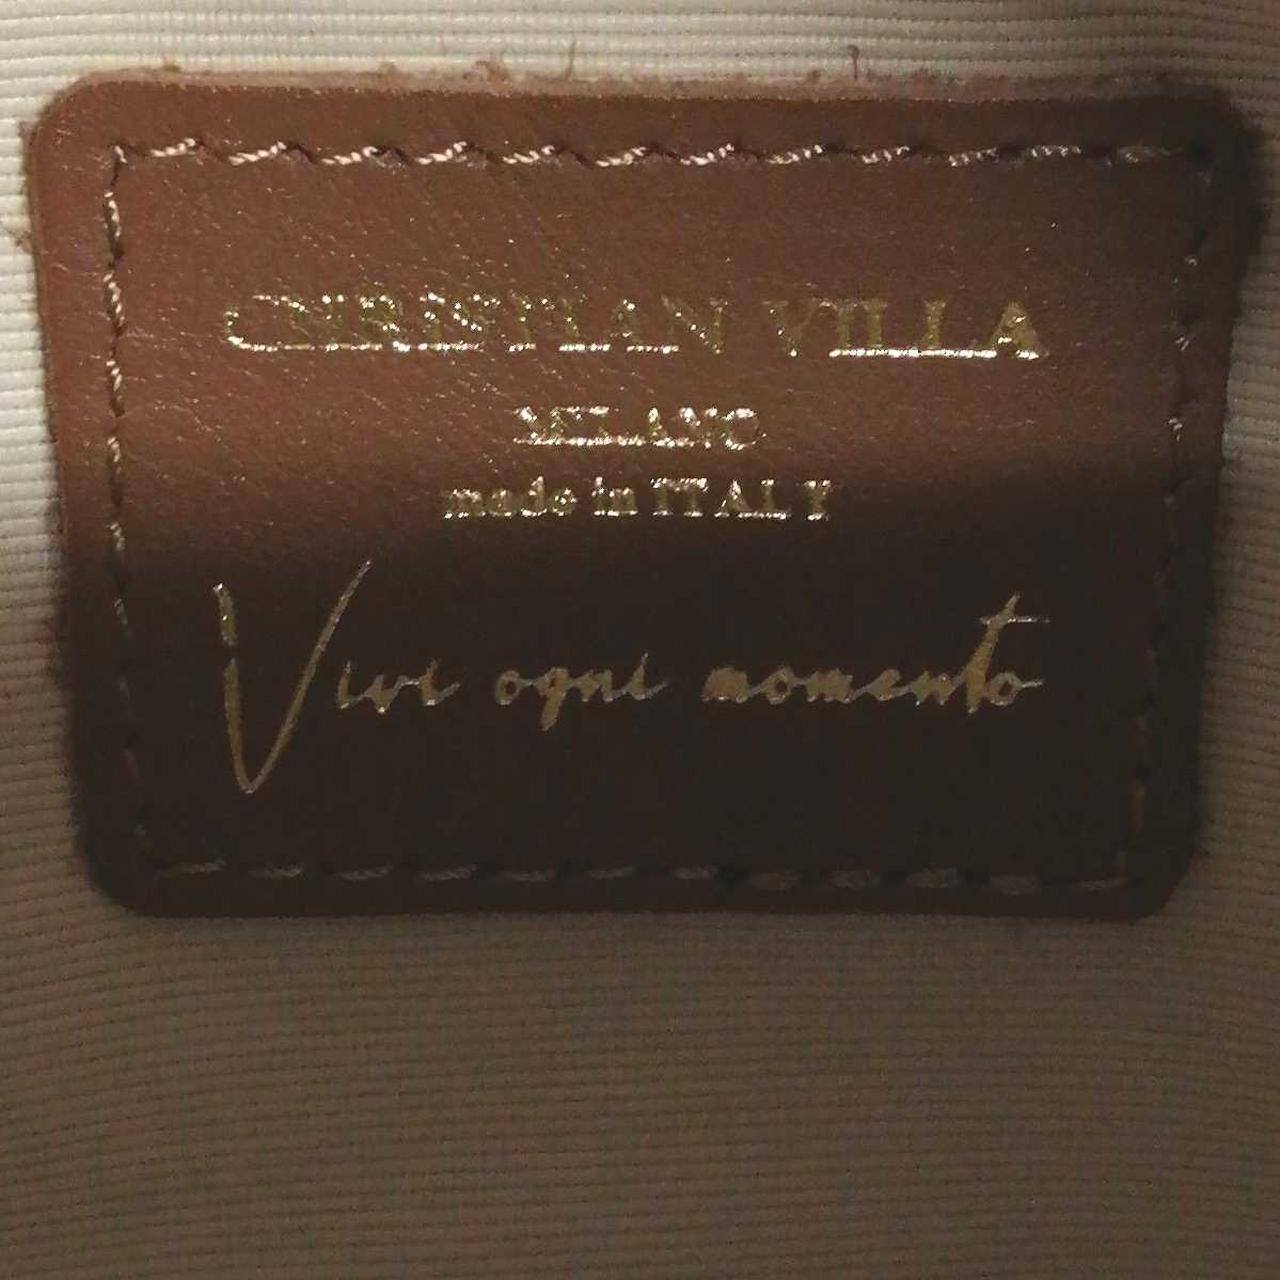 CHRISTIAN VILLA
MILANO
made in ITALY
Vivi ogni momento